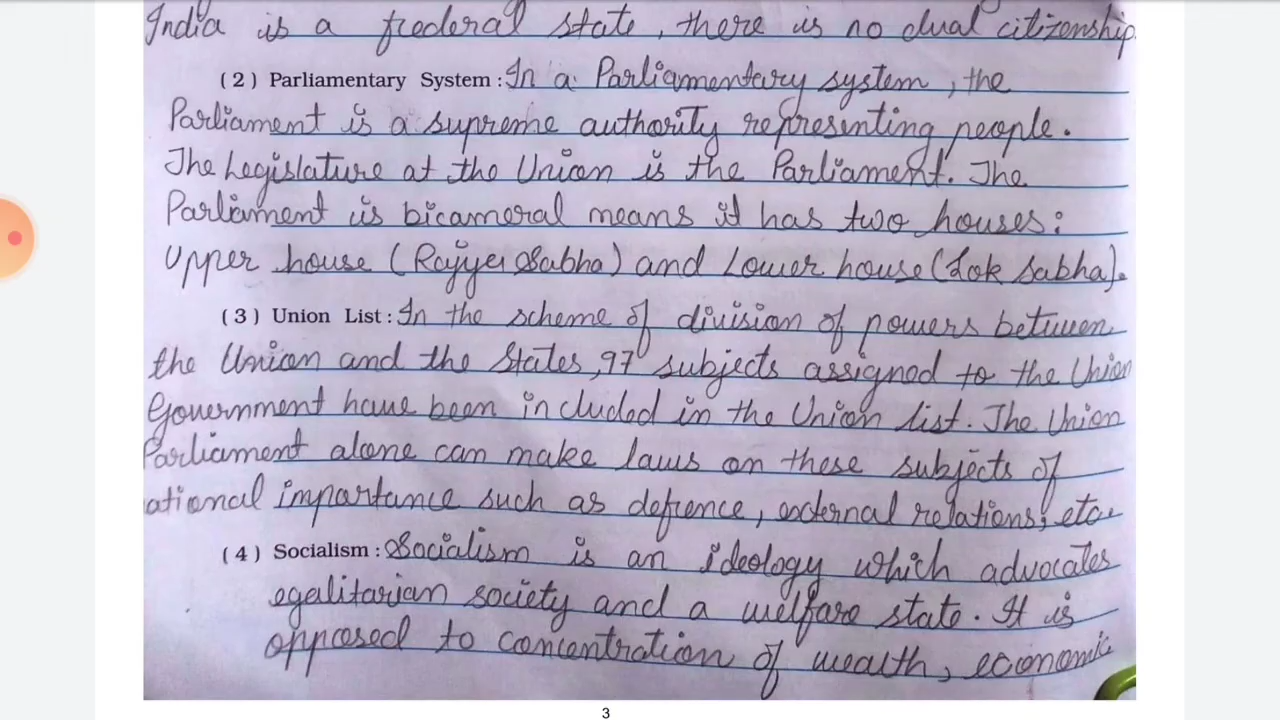 India is a federal state, there is no dual citizenship.
(2) Parliamentary System : In a Parliamentary system, the
Parliament is a supreme authority representing people.
The Legislature at the Union is the Parliament. The
Parliament is bicameral means it has two houses:
Upper house (Rajya Sabha) and Lower house (Lok Sabha).
(3) Union List : In the scheme of division of powers between
the Union and the States, 97 subjects assigned to the Union
Government have been included in the Union list. The Union
Parliament alone can make laws on these subjects of
ational importance such as defence, external relations, etc.
(4) Socialism : Socialism is an ideology which advocates
egalitarian society and a welfare state. It is
opposed to concentration of wealth, economic
3